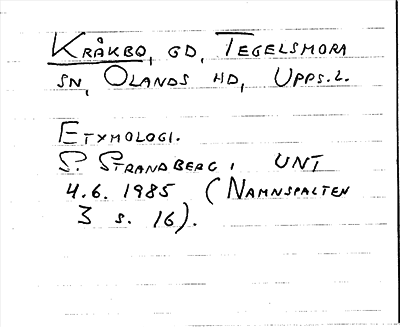 KRÅKBO, GD, TEGELSMORA
SN, OLANDS HD, UPPS.L.
ETYMOLOGI.
S. STRANDBERG i UNT
4.6. 1985 (NAMNSPALTEN
3 s. 16).